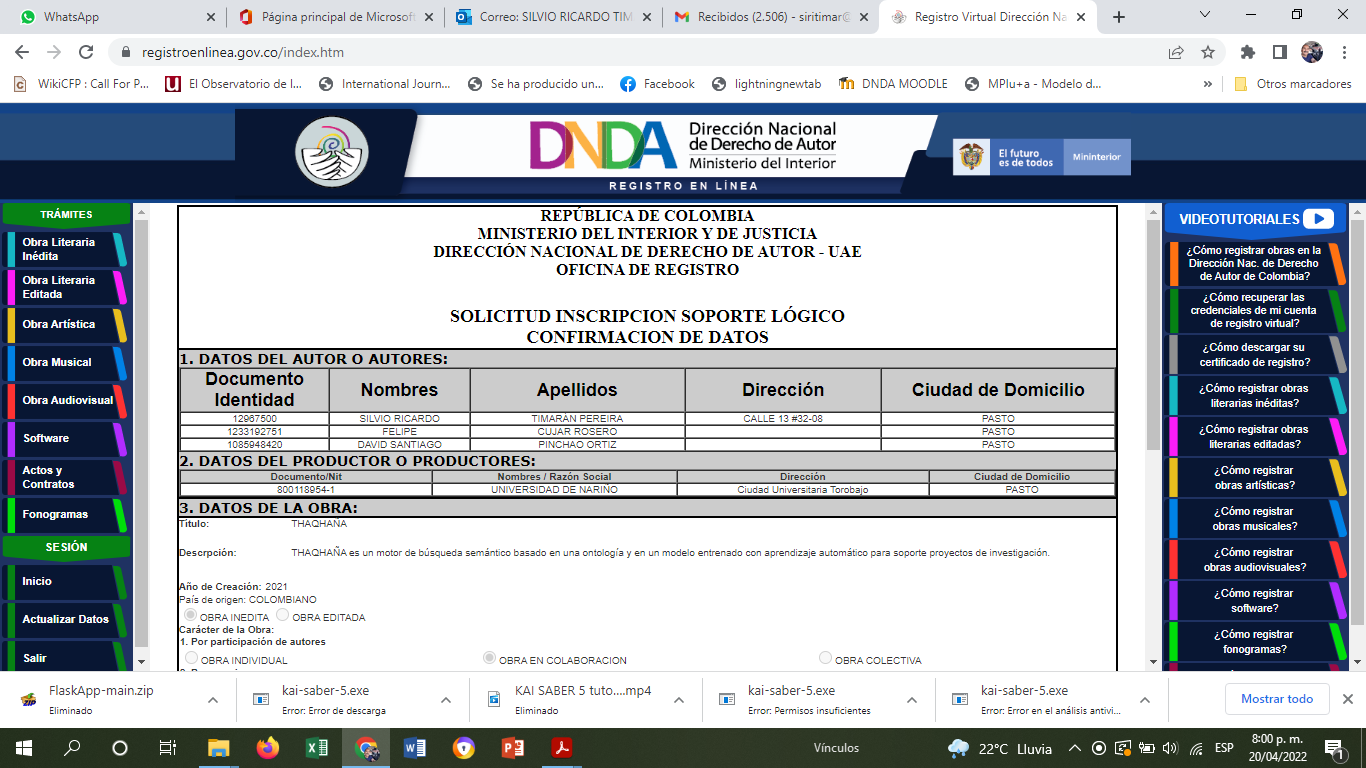 WhatsApp
Página principal de Microsoft
Correo: SILVIO RICARDO TIM
Recibidos (2.506) - siritimar@
Registro Virtual Dirección Na
registroenlinea.gov.co/index.htm
WikiCFP : Call For P...
El Observatorio de l...
International Journ...
Se ha producido un...
Facebook
lightningnewtab
DNDA MOODLE
MPlu+a - Modelo d...
»
Otros marcadores
DNDA
Dirección Nacional
de Derecho de Autor
Ministerio del Interior
REGISTRO EN LÍNEA
El futuro
es de todos
Mininterior
TRÁMITES
Obra Literaria
Inédita
Obra Literaria
Editada
Obra Artística
Obra Musical
Obra Audiovisual
Software
Actos y
Contratos
Fonogramas
SESIÓN
Inicio
Actualizar Datos
Salir
REPÚBLICA DE COLOMBIA
MINISTERIO DEL INTERIOR Y DE JUSTICIA
DIRECCIÓN NACIONAL DE DERECHO DE AUTOR - UAE
OFICINA DE REGISTRO
SOLICITUD INSCRIPCION SOPORTE LÓGICO
CONFIRMACION DE DATOS
1. DATOS DEL AUTOR O AUTORES:
Documento Identidad Nombres Apellidos Dirección Ciudad de Domicilio
12967500 SILVIO RICARDO TIMARÁN PEREIRA CALLE 13 #32-08 PASTO
1233192751 FELIPE CUJAR ROSERO PASTO
1085948420 DAVID SANTIAGO PINCHAO ORTIZ PASTO
2. DATOS DEL PRODUCTOR O PRODUCTORES:
Documento/Nit Nombres / Razón Social Dirección Ciudad de Domicilio
800118954-1 UNIVERSIDAD DE NARIÑO Ciudad Universitaria Torobajo PASTO
3. DATOS DE LA OBRA:
Titulo: THAQHAÑA
Descrpción: THAQHAÑA es un motor de búsqueda semántico basado en una ontología y en un modelo entrenado con aprendizaje automático para soporte proyectos de investigación.
Año de Creación: 2021
País de origen: COLOMBIANO
OBRA INEDITA OBRA EDITADA
Carácter de la Obra:
1. Por participación de autores
OBRA INDIVIDUAL OBRA EN COLABORACION OBRA COLECTIVA
VIDEOTUTORIALES
¿Cómo registrar obras en la
Dirección Nac. de Derecho
de Autor de Colombia?
¿Cómo recuperar las
credenciales de mi cuenta
de registro virtual?
¿Cómo descargar su
certificado de registro?
¿Cómo registrar obras
literarias inéditas?
¿Cómo registrar obras
literarias editadas?
¿Cómo registrar
obras artísticas?
¿Cómo registrar
obras musicales?
¿Cómo registrar
obras audiovisuales?
¿Cómo registrar
software?
¿Cómo registrar
fonogramas?
FlaskApp-main.zip
Eliminado
kai-saber-5.exe
Error: Error de descarga
KAI SABER 5 tuto....mp4
Eliminado
kai-saber-5.exe
Error: Permisos insuficientes
kai-saber-5.exe
Error: Error en el análisis antivi...
Mostrar todo
Vínculos
22°C Lluvia
ESP
8:00 p. m.
20/04/2022
1